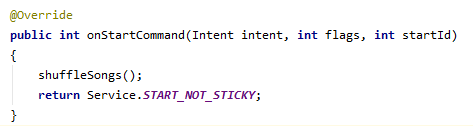 @Override
public int onStartCommand(Intent intent, int flags, int startId)
{
    shuffleSongs();
    return Service.START_NOT_STICKY;
}